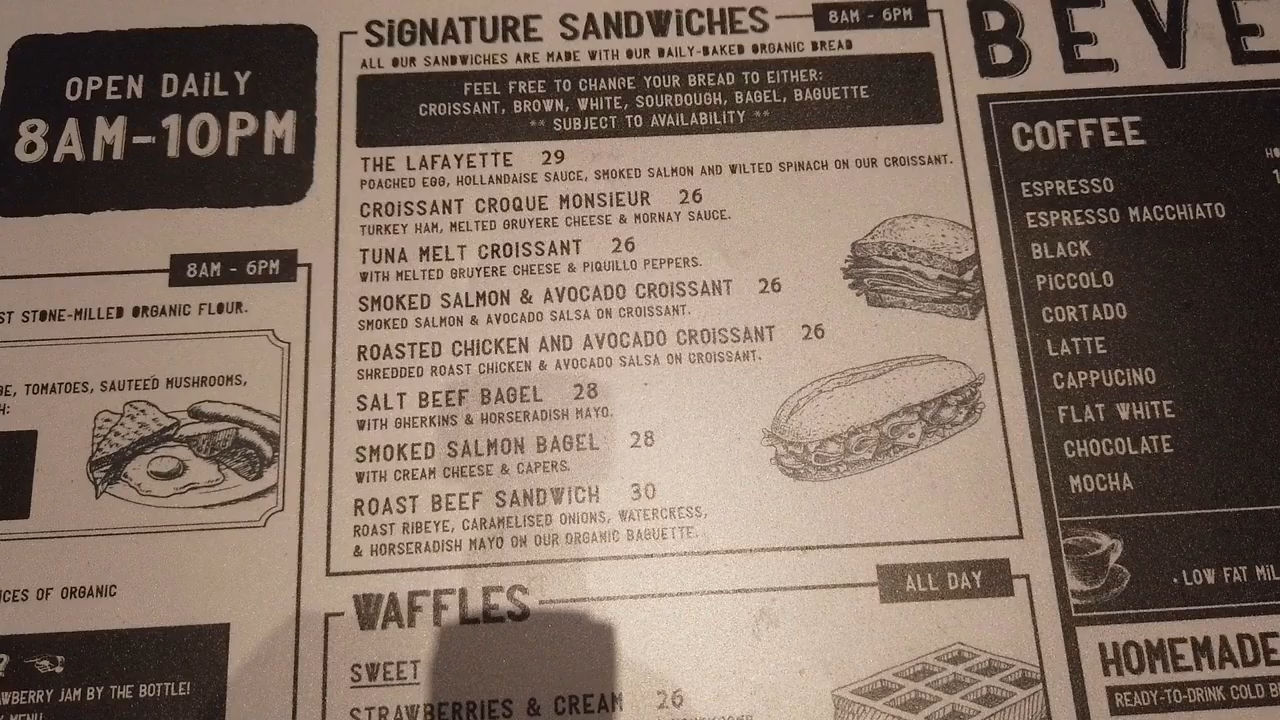 OPEN DAILY
8AM-10PM
8AM - 6PM
ST STONE-MILLED ORGANIC FLOUR.
TOMATOES, SAUTEED MUSHROOMS,
ICES OF ORGANIC
JAM BY THE BOTTLE!
MENU
SIGNATURE SANDWICHES
8AM - 6PM
ALL OUR SANDWICHES ARE MADE WITH OUR DAILY-BAKED ORGANIC BREAD
FEEL FREE TO CHANGE YOUR BREAD TO EITHER:
CROISSANT, BROWN, WHITE, SOURDOUGH, BAGEL, BAGUETTE
** SUBJECT TO AVAILABILITY **
THE LAFAYETTE 29
POACHED EGG, HOLLANDAISE SAUCE, SMOKED SALMON AND WILTED SPINACH ON OUR CROISSANT.
CROISSANT CROQUE MONSIEUR 26
TURKEY HAM, MELTED GRUYERE CHEESE & MORNAY SAUCE.
TUNA MELT CROISSANT 26
WITH MELTED GRUYERE CHEESE & PIQUILLO PEPPERS.
SMOKED SALMON & AVOCADO CROISSANT 26
SMOKED SALMON & AVOCADO SALSA ON CROISSANT.
ROASTED CHICKEN AND AVOCADO CROISSANT 26
SHREDDED ROAST CHICKEN & AVOCADO SALSA ON CROISSANT.
SALT BEEF BAGEL 28
WITH GHERKINS & HORSERADISH MAYO.
SMOKED SALMON BAGEL 28
WITH CREAM CHEESE & CAPERS.
ROAST BEEF SANDWICH 30
ROAST RIBEYE, CARAMELISED ONIONS, WATERCRESS,
& HORSERADISH MAYO ON OUR ORGANIC BAGUETTE.
WAFFLES
ALL DAY
SWEET
STRAWBERRIES & CREAM 26
BEVE
COFFEE
HO
ESPRESSO
ESPRESSO MACCHIATO
BLACK
PICCOLO
CORTADO
LATTE
CAPPUCINO
FLAT WHITE
CHOCOLATE
MOCHA
• LOW FAT MIL
HOMEMADE
READY-TO-DRINK COLD B